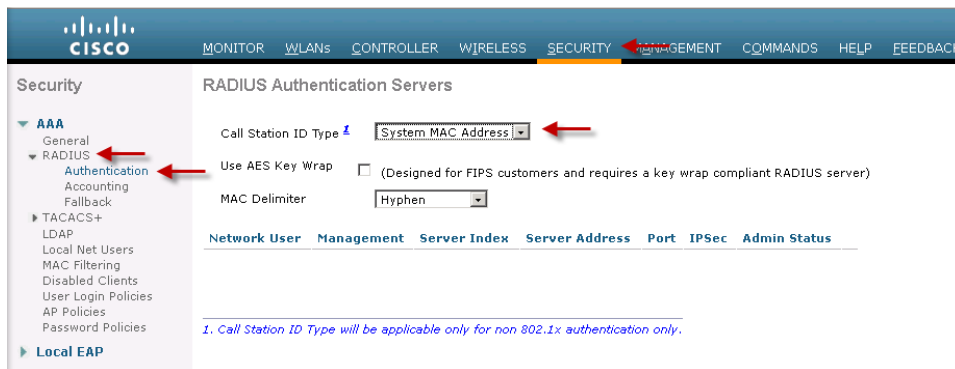 CISCO
MONITOR WLANs CONTROLLER WIRELESS SECURITY MANAGEMENT COMMANDS HELP FEEDBACK
Security
AAA
General
RADIUS
Authentication
Accounting
Fallback
TACACS+
LDAP
Local Net Users
MAC Filtering
Disabled Clients
User Login Policies
AP Policies
Password Policies
Local EAP
RADIUS Authentication Servers
Call Station ID Type 1 System MAC Address
Use AES Key Wrap (Designed for FIPS customers and requires a key wrap compliant RADIUS server)
MAC Delimiter Hyphen
Network User Management Server Index Server Address Port IPSec Admin Status
1. Call Station ID Type will be applicable only for non 802.1x authentication only.